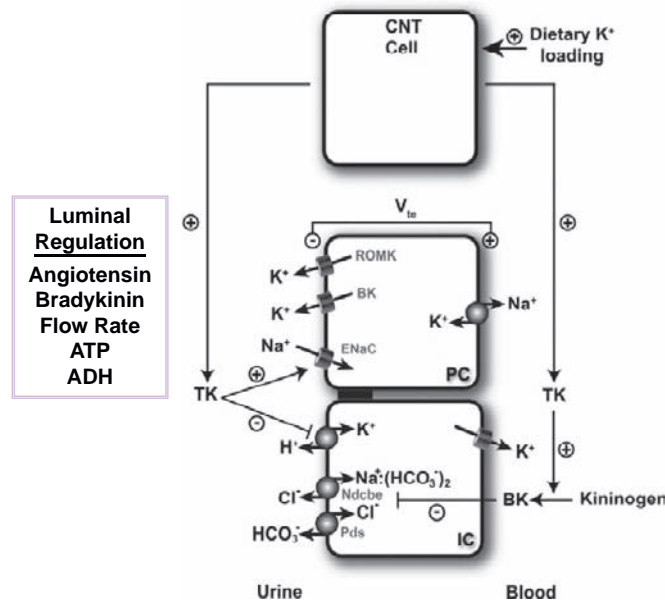 CNT
Cell
⊕ Dietary K⁺
loading
Luminal
Regulation
Angiotensin
Bradykinin
Flow Rate
ATP
ADH
⊕
⊕
V_te
⊖
⊕
ROMK
K⁺
BK
K⁺
Na⁺
K⁺
Na⁺
ENaC
PC
TK
⊕
⊖
TK
⊕
K⁺
H⁺
K⁺
Na⁺:(HCO₃⁻)₂
Cl⁻
Ndcbe
Cl⁻
HCO₃⁻
Pds
IC
⊖
BK
Kininogen
Urine
Blood